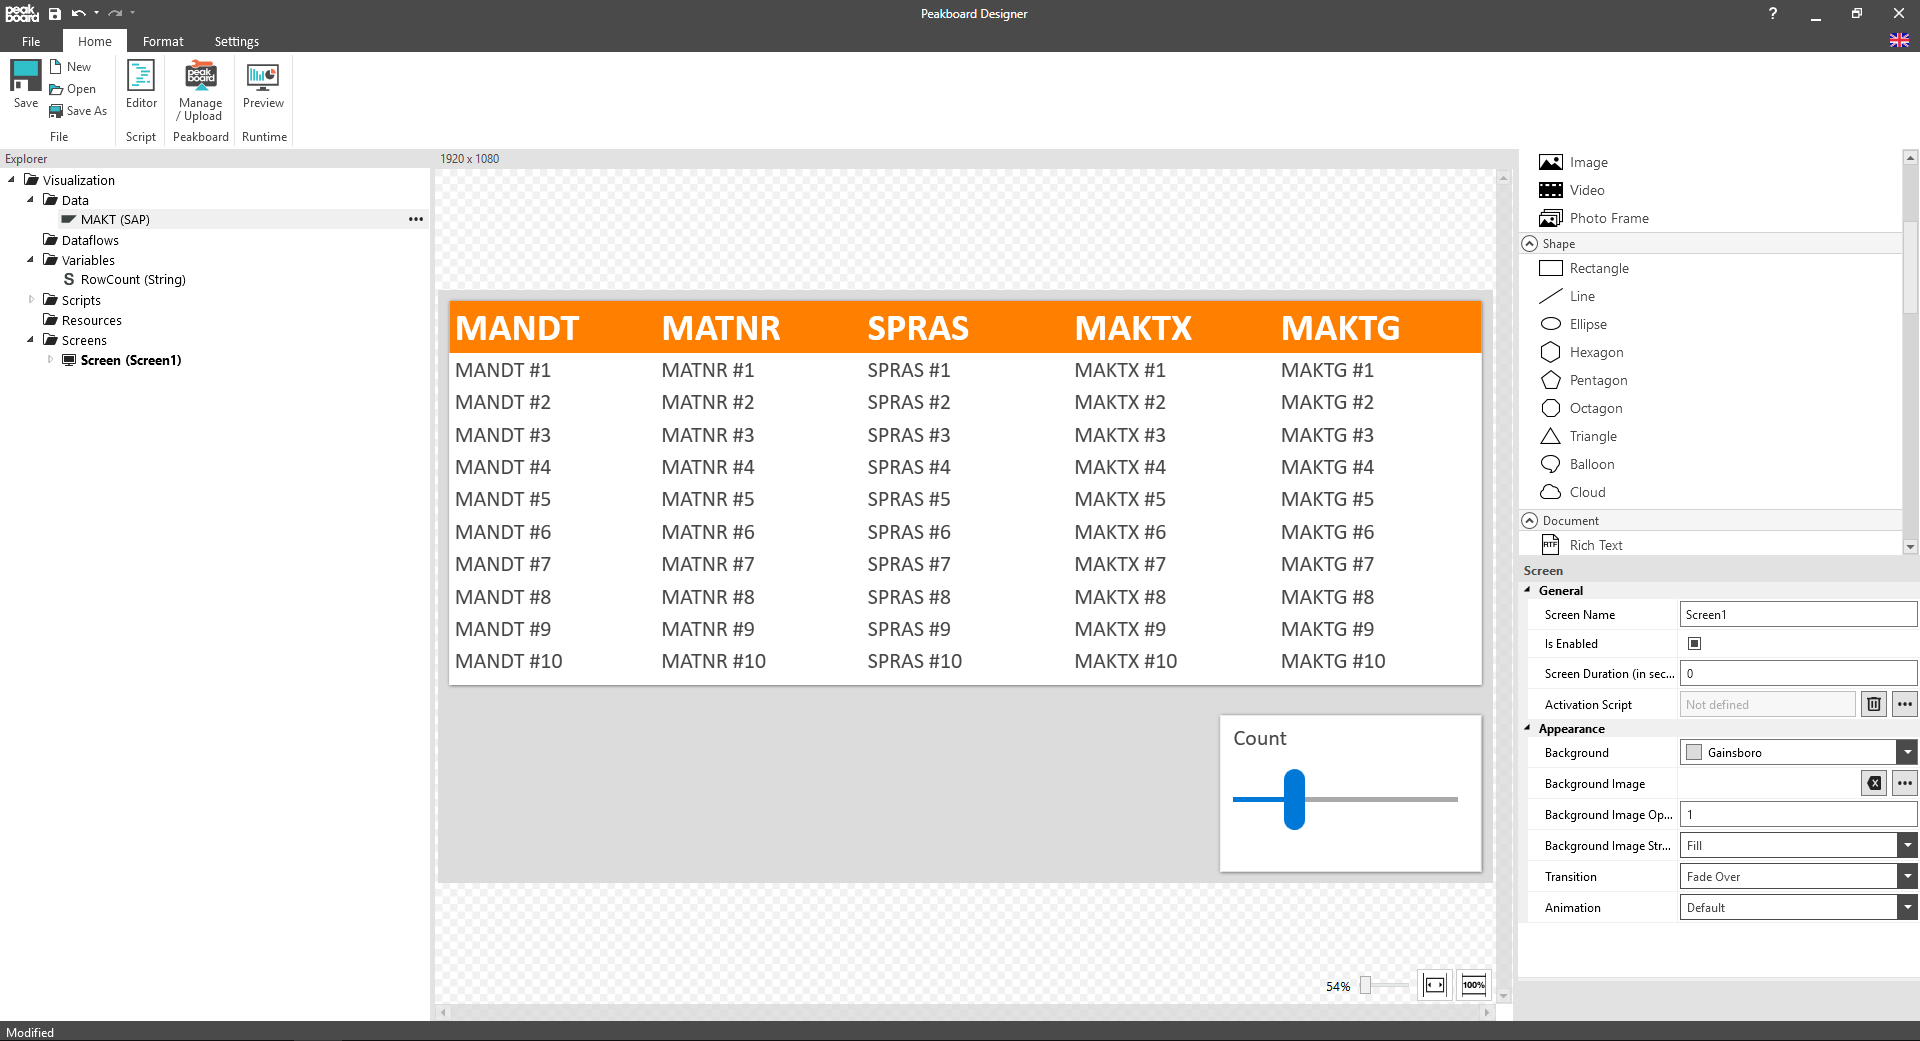 peak board
Peakboard Designer
?
File Home Format Settings
Save
New
Open
Save As
File
Editor
Script
peak board
Manage / Upload
Peakboard
Preview
Runtime
Explorer
Visualization
Data
MAKT (SAP)
Dataflows
Variables
S RowCount (String)
Scripts
Resources
Screens
Screen (Screen1)
1920 x 1080
MANDT MATNR SPRAS MAKTX MAKTG
MANDT #1 MATNR #1 SPRAS #1 MAKTX #1 MAKTG #1
MANDT #2 MATNR #2 SPRAS #2 MAKTX #2 MAKTG #2
MANDT #3 MATNR #3 SPRAS #3 MAKTX #3 MAKTG #3
MANDT #4 MATNR #4 SPRAS #4 MAKTX #4 MAKTG #4
MANDT #5 MATNR #5 SPRAS #5 MAKTX #5 MAKTG #5
MANDT #6 MATNR #6 SPRAS #6 MAKTX #6 MAKTG #6
MANDT #7 MATNR #7 SPRAS #7 MAKTX #7 MAKTG #7
MANDT #8 MATNR #8 SPRAS #8 MAKTX #8 MAKTG #8
MANDT #9 MATNR #9 SPRAS #9 MAKTX #9 MAKTG #9
MANDT #10 MATNR #10 SPRAS #10 MAKTX #10 MAKTG #10
Count
54%
100%
Image
Video
Photo Frame
Shape
Rectangle
Line
Ellipse
Hexagon
Pentagon
Octagon
Triangle
Balloon
Cloud
Document
RTF Rich Text
Screen
General
Screen Name Screen1
Is Enabled
Screen Duration (in sec... 0
Activation Script Not defined
Appearance
Background Gainsboro
Background Image
Background Image Op... 1
Background Image Str... Fill
Transition Fade Over
Animation Default
Modified